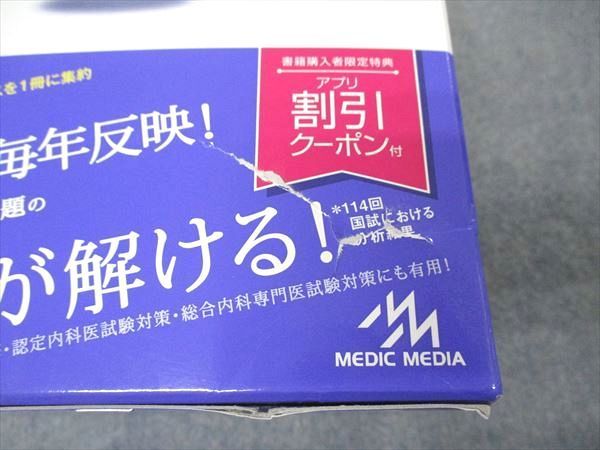 書籍購入者限定特典
アプリ
割引
クーポン付
を1冊に集約
毎年反映!
題の
が解ける!
*114回
国試における
分析結果
認定内科医試験対策・総合内科専門医試験対策にも有用!
MEDIC MEDIA